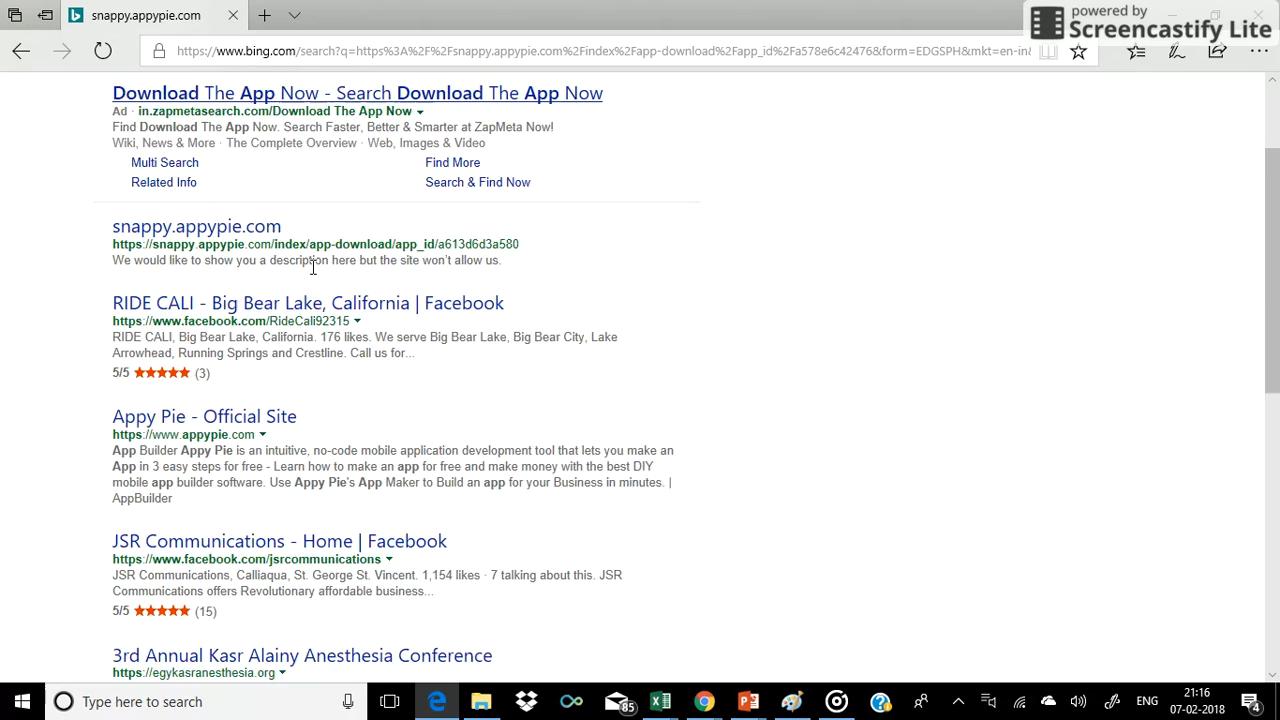 snappy.appypie.com
powered by
Screencastify Lite
https://www.bing.com/search?q=https%3A%2F%2Fsnappy.appypie.com%2Findex%2Fapp-download%2Fapp_id%2Fa578e6c42476&form=EDGSPH&mkt=en-in&
Download The App Now - Search Download The App Now
Ad · in.zapmetasearch.com/Download The App Now
Find Download The App Now. Search Faster, Better & Smarter at ZapMeta Now!
Wiki, News & More · The Complete Overview · Web, Images & Video
Multi Search Find More
Related Info Search & Find Now
snappy.appypie.com
https://snappy.appypie.com/index/app-download/app_id/a613d6d3a580
We would like to show you a description here but the site won't allow us.
RIDE CALI - Big Bear Lake, California | Facebook
https://www.facebook.com/RideCali92315
RIDE CALI, Big Bear Lake, California. 176 likes. We serve Big Bear Lake, Big Bear City, Lake
Arrowhead, Running Springs and Crestline. Call us for...
5/5 ★★★★★ (3)
Appy Pie - Official Site
https://www.appypie.com
App Builder Appy Pie is an intuitive, no-code mobile application development tool that lets you make an
App in 3 easy steps for free - Learn how to make an app for free and make money with the best DIY
mobile app builder software. Use Appy Pie's App Maker to Build an app for your Business in minutes. |
AppBuilder
JSR Communications - Home | Facebook
https://www.facebook.com/jsrcommunications
JSR Communications, Calliaqua, St. George St. Vincent. 1,154 likes · 7 talking about this. JSR
Communications offers Revolutionary affordable business...
5/5 ★★★★★ (15)
3rd Annual Kasr Alainy Anesthesia Conference
https://egykasranesthesia.org
Type here to search
85
ENG
21:16
07-02-2018
4